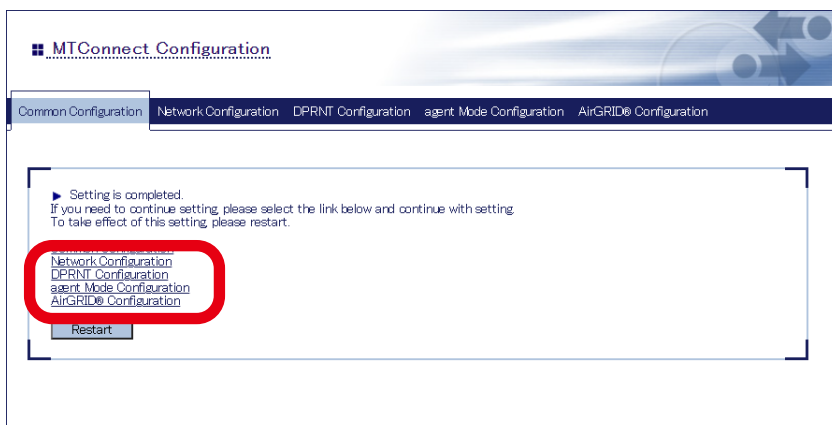 MTConnect Configuration
Common Configuration Network Configuration DPRNT Configuration agent Mode Configuration AirGRID® Configuration
Setting is completed.
If you need to continue setting, please select the link below and continue with setting.
To take effect of this setting, please restart.
Common Configuration
Network Configuration
DPRNT Configuration
agent Mode Configuration
AirGRID® Configuration
Restart